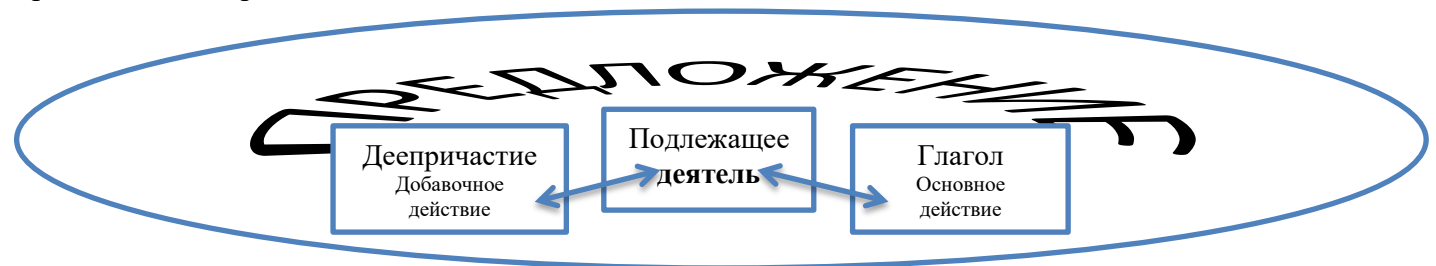 ПРЕДЛОЖЕНИЕ
Деепричастие
Добавочное
действие
Подлежащее
деятель
Глагол
Основное
действие